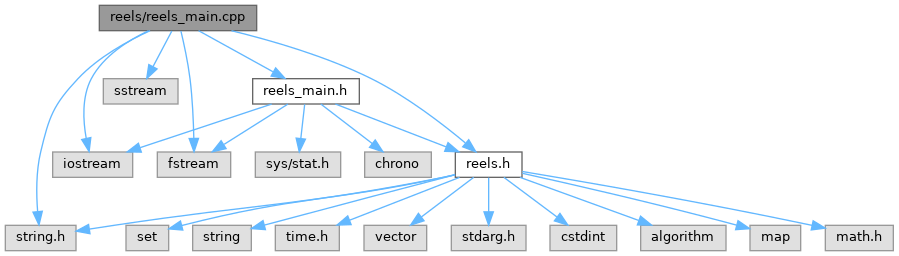 reels/reels_main.cpp
sstream
reels_main.h
iostream
fstream
sys/stat.h
chrono
reels.h
string.h
set
string
time.h
vector
stdarg.h
cstdint
algorithm
map
math.h